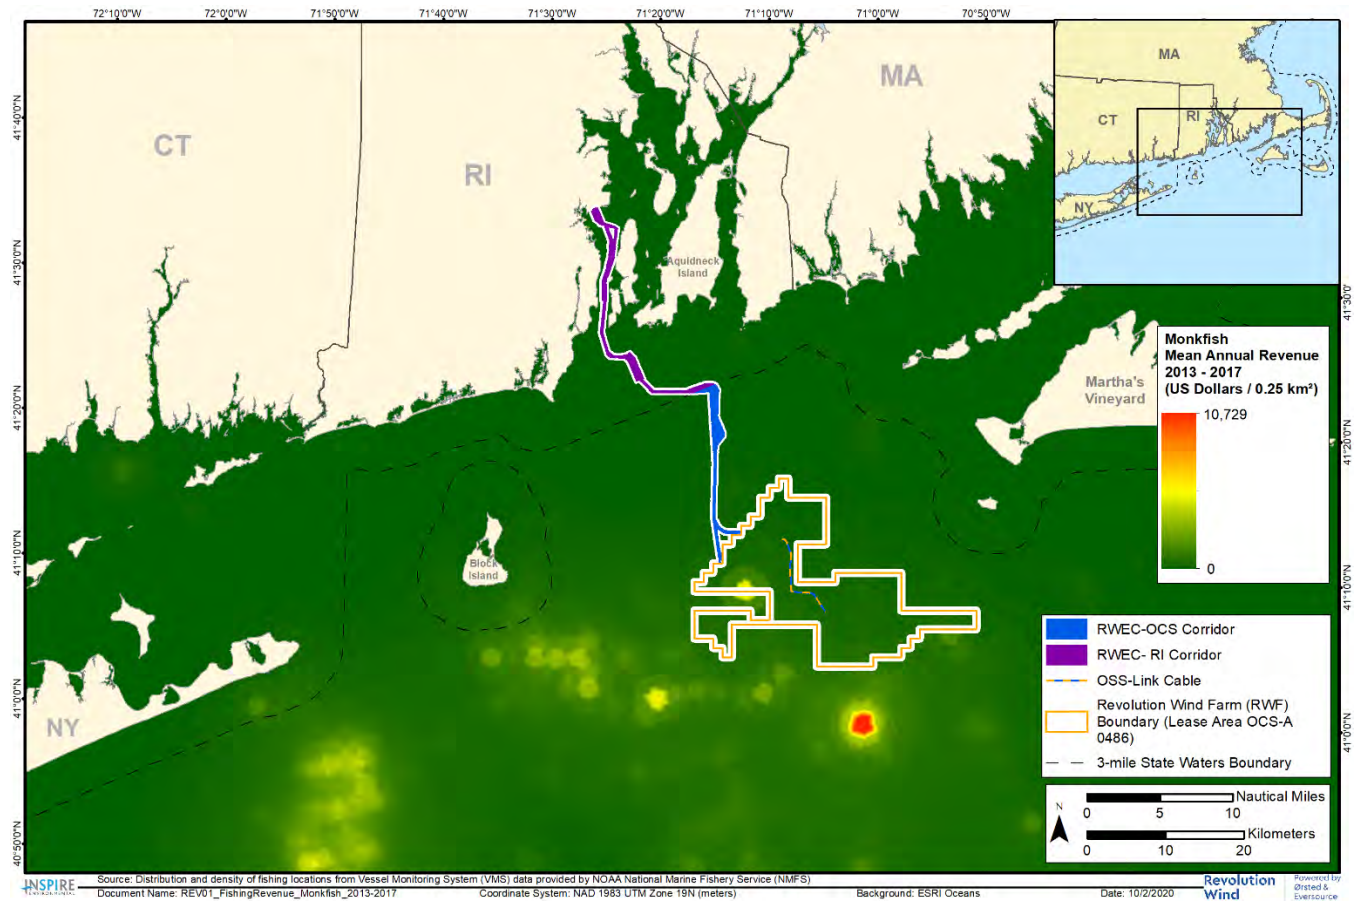 72°10'0"W 72°0'0"W 71°50'0"W 71°40'0"W 71°30'0"W 71°20'0"W 71°10'0"W 71°0'0"W 70°50'0"W
41°40'0"N
41°30'0"N
41°20'0"N
41°10'0"N
41°0'0"N
40°50'0"N
CT
RI
MA
Aquidneck
Island
Block
Island
Martha's
Vineyard
NY
MA
CT
RI
NY
41°30'0"
41°20'0"N
41°10'0"N
41°0'0"N
Monkfish
Mean Annual Revenue
2013 - 2017
(US Dollars / 0.25 km²)
10,729
0
RWEC-OCS Corridor
RWEC- RI Corridor
OSS-Link Cable
Revolution Wind Farm (RWF)
Boundary (Lease Area OCS-A
0486)
3-mile State Waters Boundary
N
Nautical Miles
0 5 10
Kilometers
0 10 20
INSPIRE
ENVIRONMENTAL
Source: Distribution and density of fishing locations from Vessel Monitoring System (VMS) data provided by NOAA National Marine Fishery Service (NMFS)
Document Name: REV01_FishingRevenue_Monkfish_2013-2017 Coordinate System: NAD 1983 UTM Zone 19N (meters) Background: ESRI Oceans Date: 10/2/2020
Revolution
Wind
Powered by
Ørsted &
Eversource